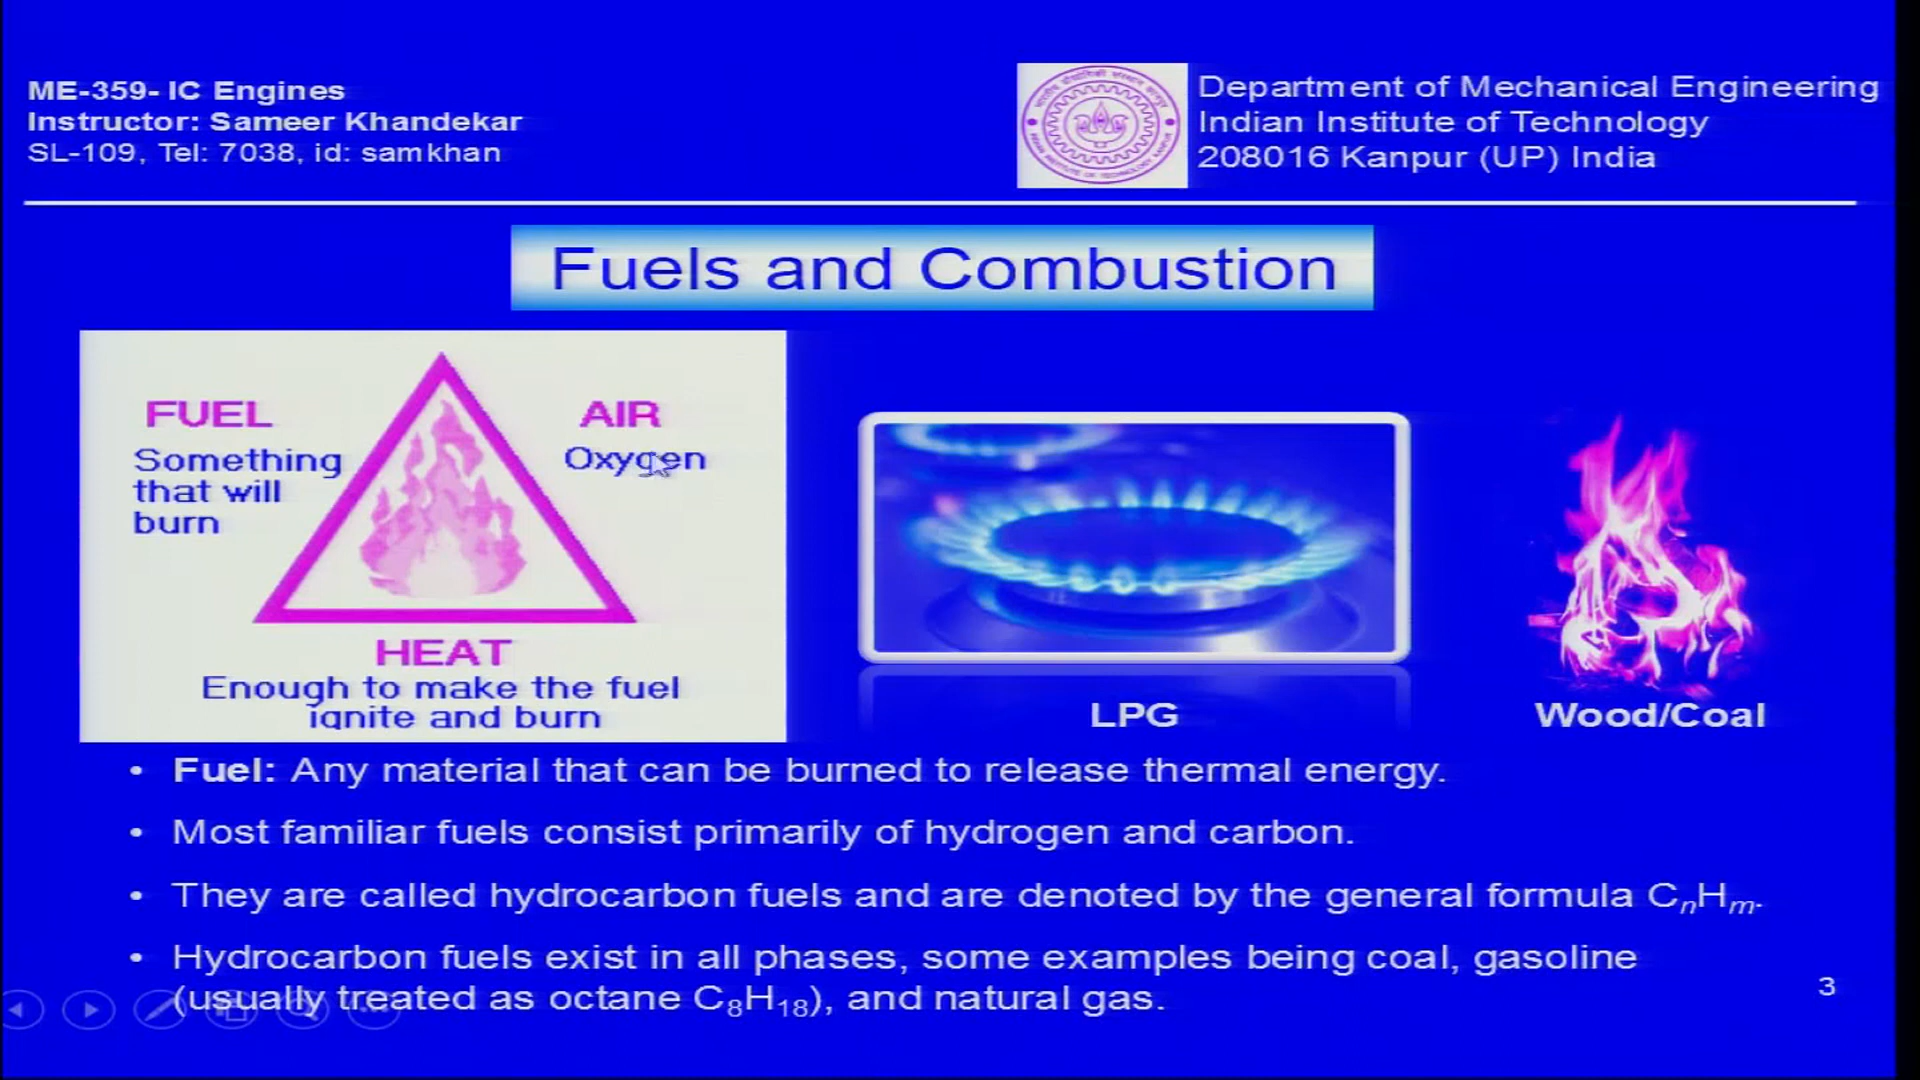 ME-359- IC Engines
Instructor: Sameer Khandekar
SL-109, Tel: 7038, id: samkhan
Department of Mechanical Engineering
Indian Institute of Technology
208016 Kanpur (UP) India
Fuels and Combustion
FUEL
Something
that will
burn
AIR
Oxygen
HEAT
Enough to make the fuel
ignite and burn
LPG
Wood/Coal
• Fuel: Any material that can be burned to release thermal energy.
• Most familiar fuels consist primarily of hydrogen and carbon.
• They are called hydrocarbon fuels and are denoted by the general formula CₙHₘ.
• Hydrocarbon fuels exist in all phases, some examples being coal, gasoline
(usually treated as octane C₈H₁₈), and natural gas.
3